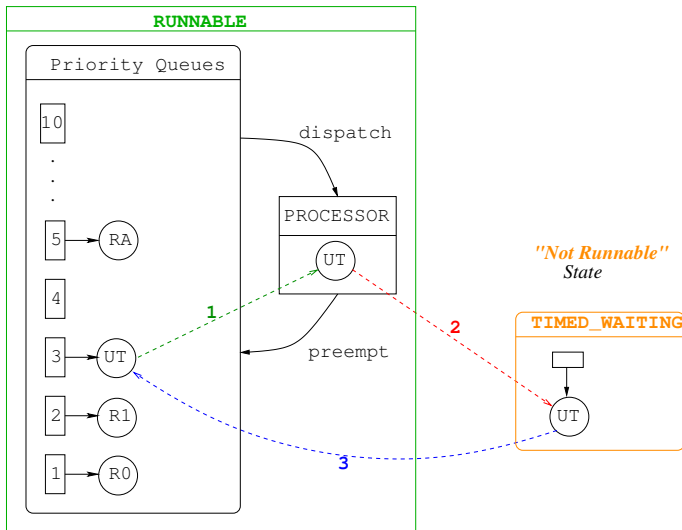 RUNNABLE
Priority Queues
10
.
.
.
dispatch
5
RA
PROCESSOR
UT
4
1
2
"Not Runnable"
State
TIMED_WAITING
3
UT
preempt
2
R1
UT
3
1
R0